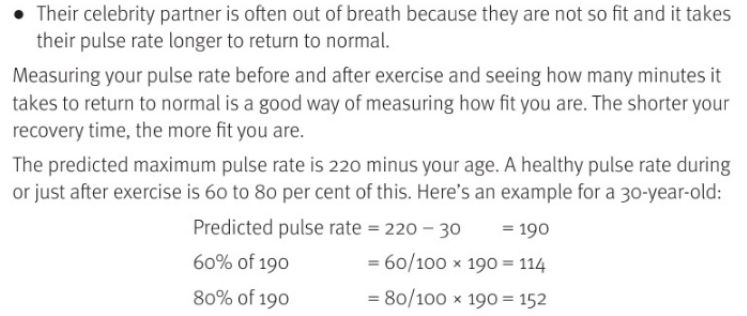 ● Their celebrity partner is often out of breath because they are not so fit and it takes
their pulse rate longer to return to normal.
Measuring your pulse rate before and after exercise and seeing how many minutes it
takes to return to normal is a good way of measuring how fit you are. The shorter your
recovery time, the more fit you are.
The predicted maximum pulse rate is 220 minus your age. A healthy pulse rate during
or just after exercise is 60 to 80 per cent of this. Here’s an example for a 30-year-old:
Predicted pulse rate = 220 – 30 = 190
60% of 190 = 60/100 × 190 = 114
80% of 190 = 80/100 × 190 = 152